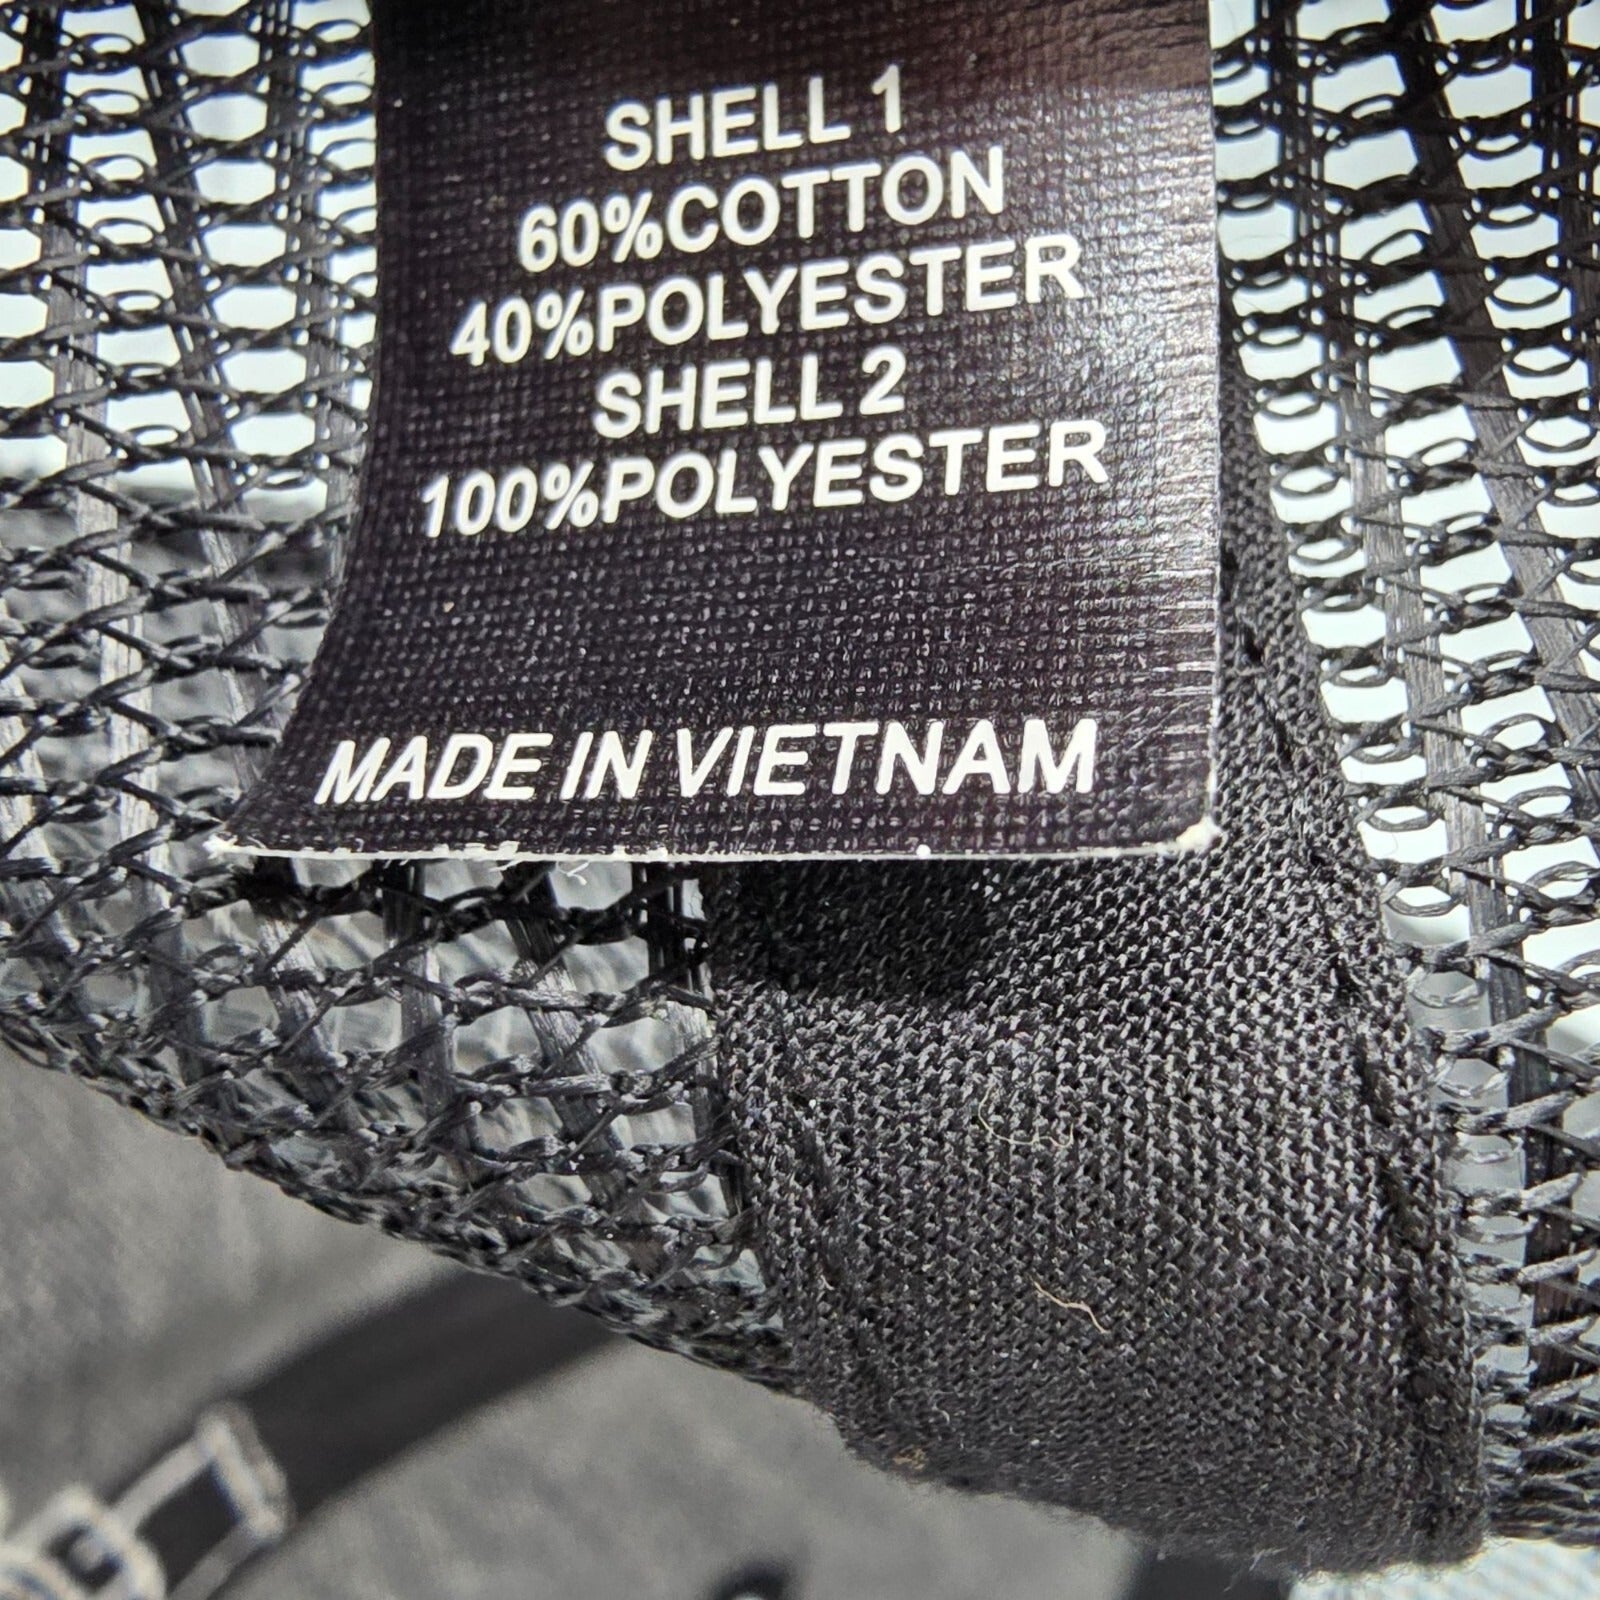 SHELL 1
60%COTTON
40%POLYESTER
SHELL 2
100%POLYESTER
MADE IN VIETNAM